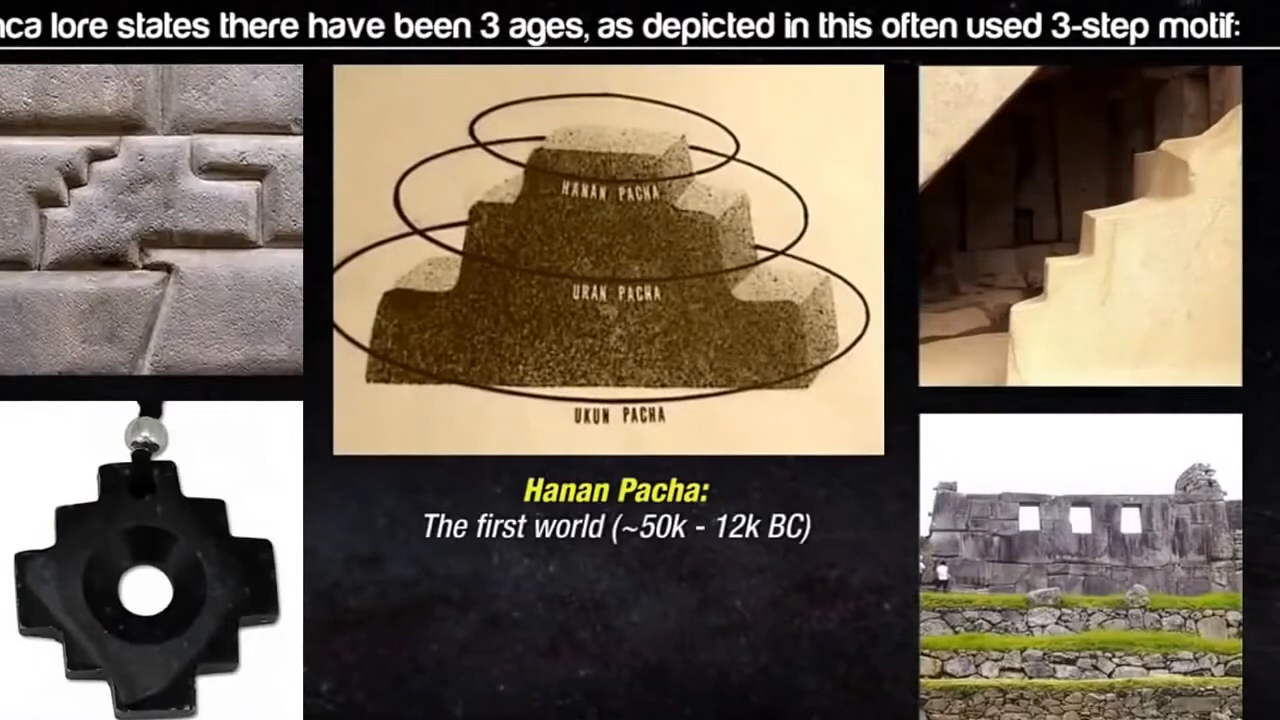 nca lore states there have been 3 ages, as depicted in this often used 3-step motif:
HANAN PACHA
URAN PACHA
UKUN PACHA
Hanan Pacha:
The first world (~50k - 12k BC)